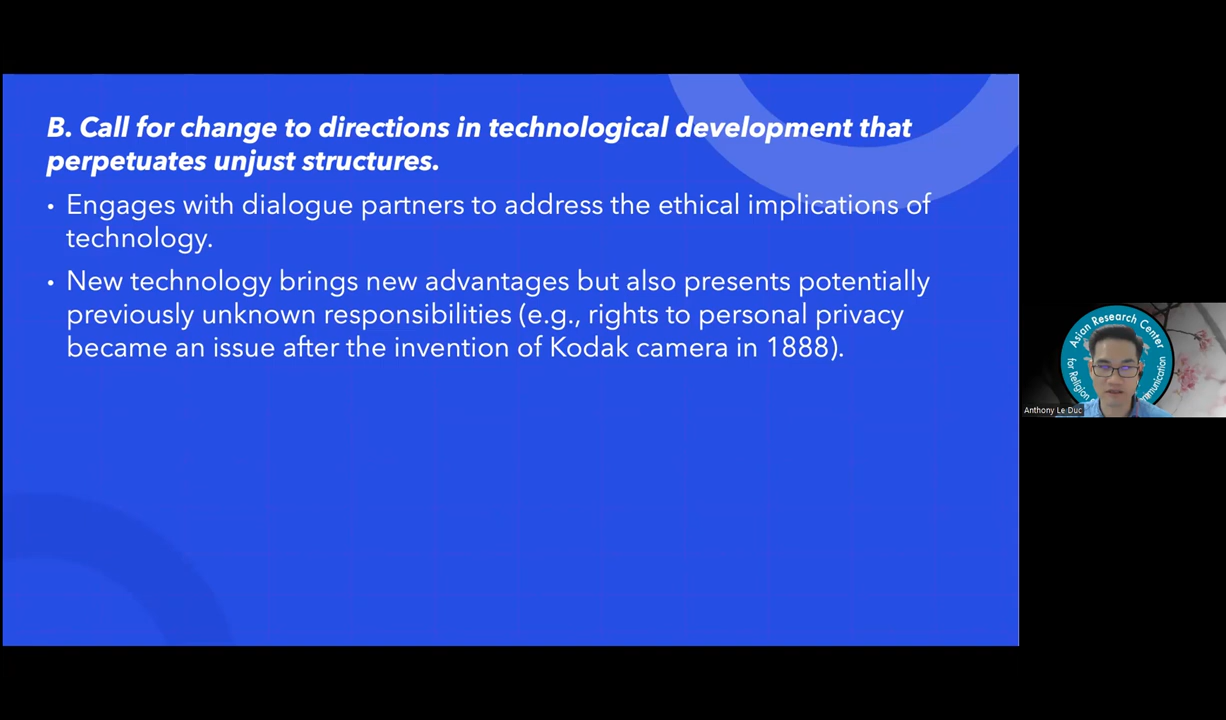 B. Call for change to directions in technological development that
perpetuates unjust structures.
• Engages with dialogue partners to address the ethical implications of
technology.
• New technology brings new advantages but also presents potentially
previously unknown responsibilities (e.g., rights to personal privacy
became an issue after the invention of Kodak camera in 1888).
Asian Research Center
for Religion
Anthony Le Duc